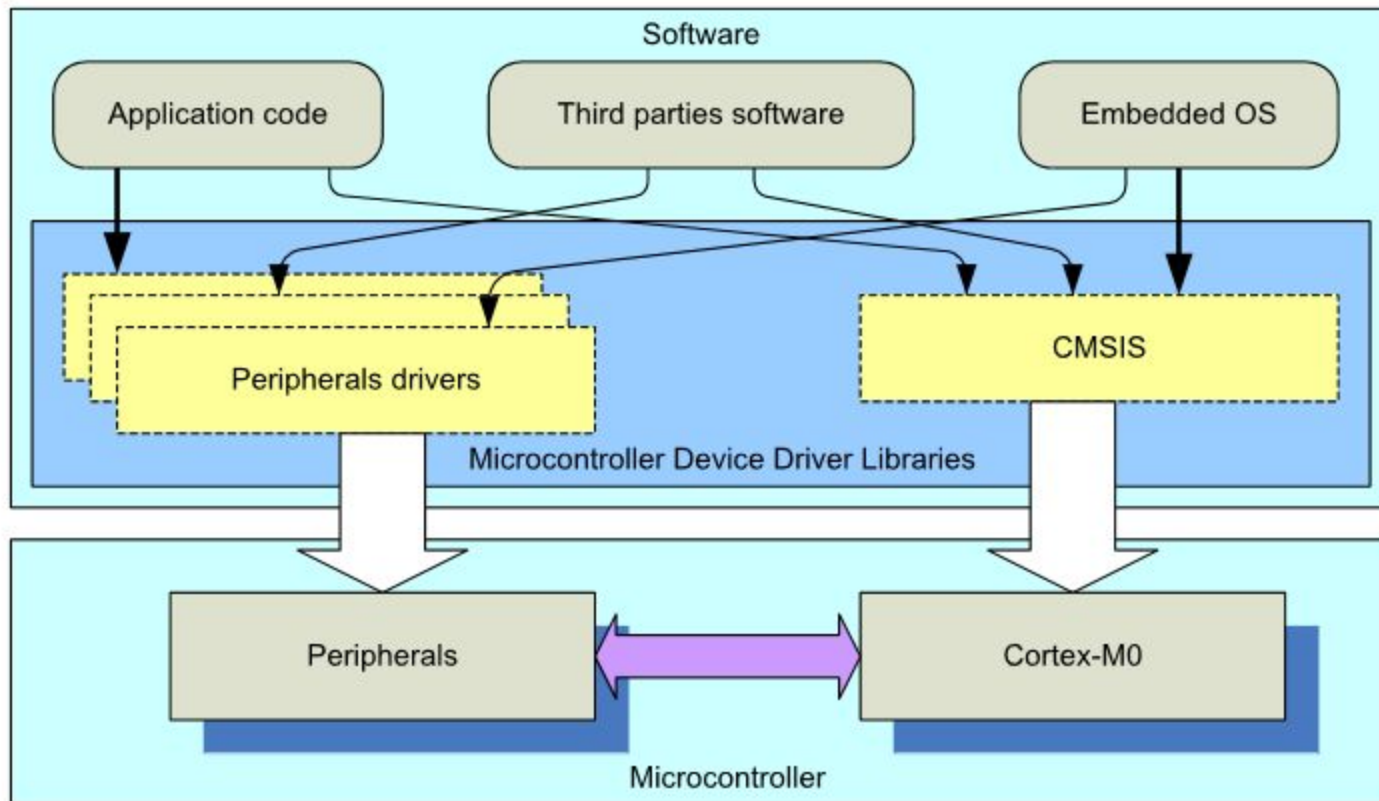 Software
Application code
Third parties software
Embedded OS
CMSIS
Peripherals drivers
Microcontroller Device Driver Libraries
Peripherals
Cortex-M0
Microcontroller